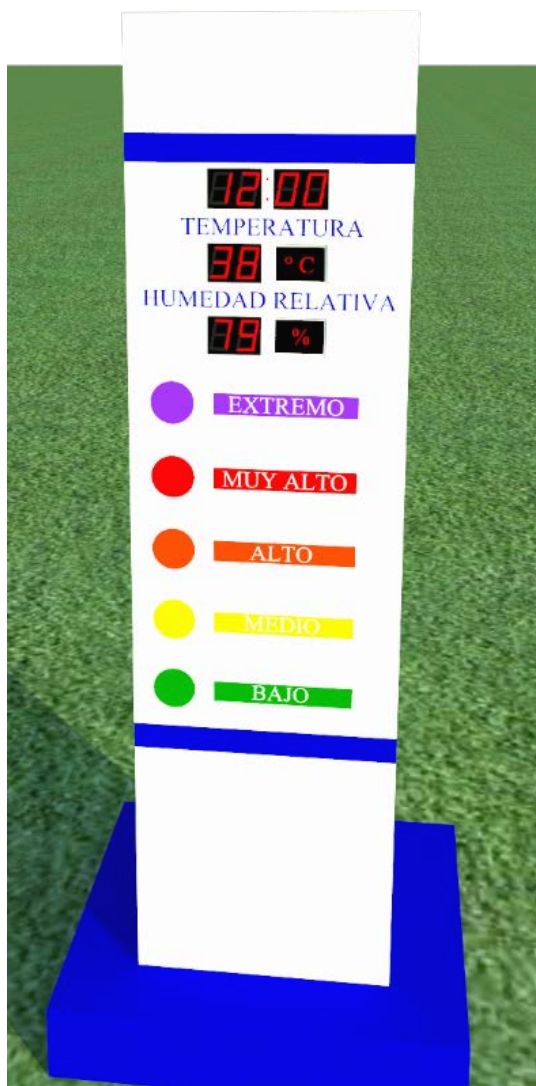 12:00
TEMPERATURA
38 °C
HUMEDAD RELATIVA
79 %
EXTREMO
MUY ALTO
ALTO
MEDIO
BAJO